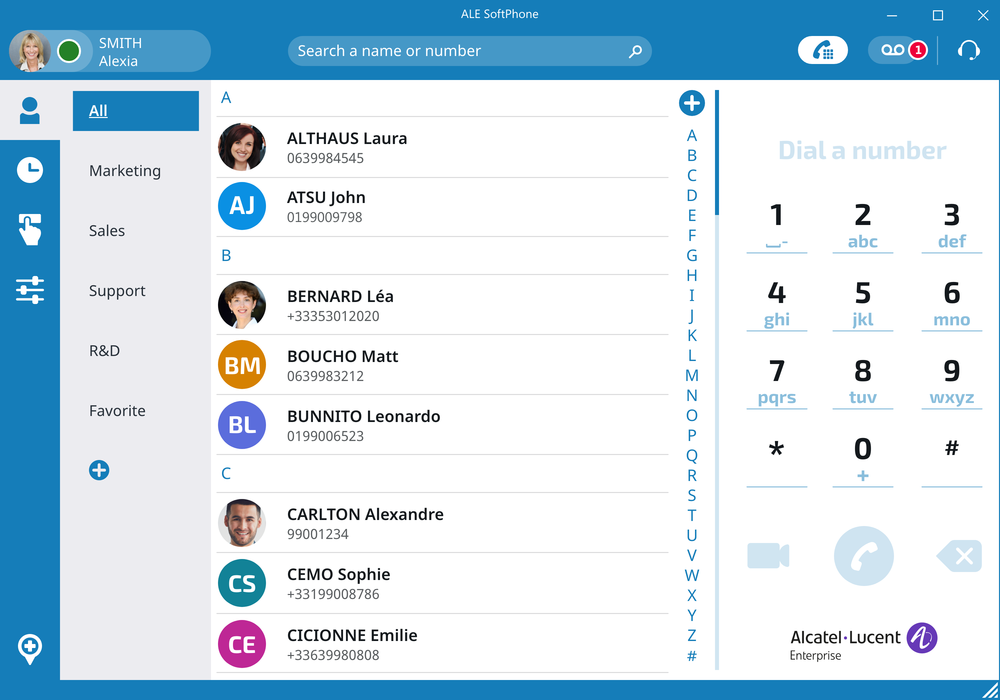 ALE SoftPhone
SMITH
Alexia
Search a name or number
1
All
Marketing
Sales
Support
R&D
Favorite
A
ALTHAUS Laura
0639984545
AJ
ATSU John
0199009798
B
BERNARD Léa
+33353012020
BM
BOUCHO Matt
0639983212
BL
BUNNITO Leonardo
0199006523
C
CARLTON Alexandre
99001234
CS
CEMO Sophie
+33199008786
CE
CICIONNE Emilie
+33639980808
A
B
C
D
E
F
G
H
I
J
K
L
M
N
O
P
Q
R
S
T
U
V
W
X
Y
Z
#
Dial a number
1 2 3
⎵- abc def
4 5 6
ghi jkl mno
7 8 9
pqrs tuv wxyz
* 0 #
+
Alcatel·Lucent
Enterprise